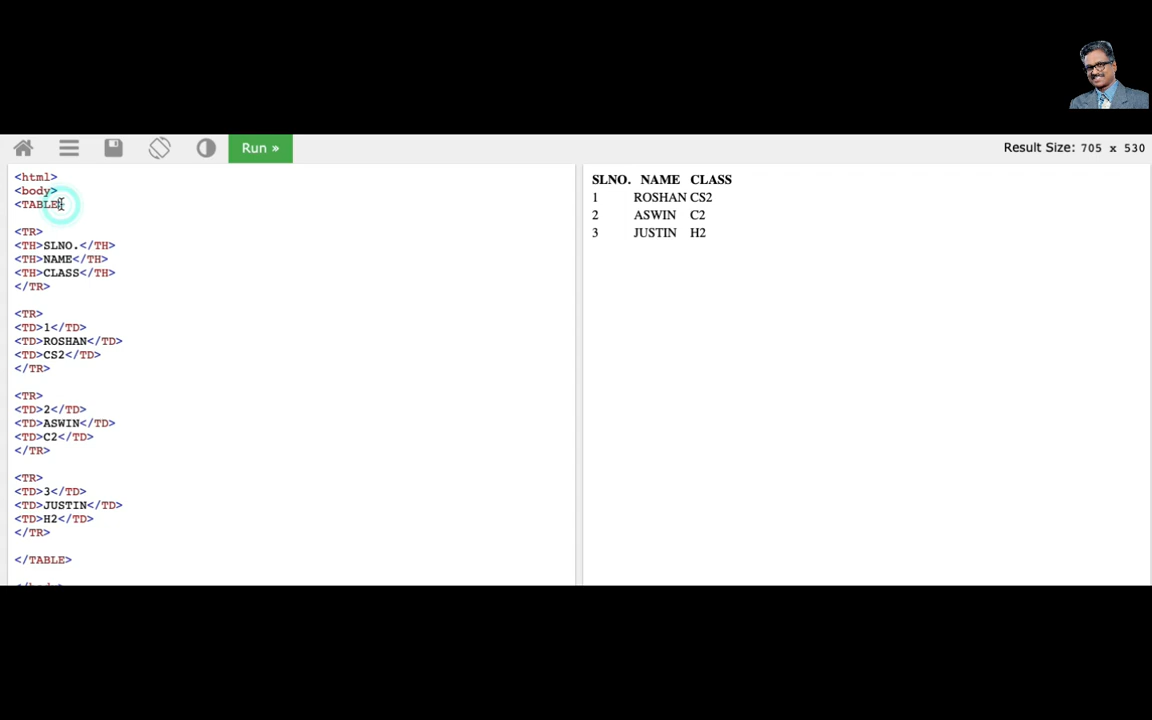 Run »
Result Size: 705 x 530
<html>
<body>
<TABLE>
<TR>
<TH>SLNO.</TH>
<TH>NAME</TH>
<TH>CLASS</TH>
</TR>
<TR>
<TD>1</TD>
<TD>ROSHAN</TD>
<TD>CS2</TD>
</TR>
<TR>
<TD>2</TD>
<TD>ASWIN</TD>
<TD>C2</TD>
</TR>
<TR>
<TD>3</TD>
<TD>JUSTIN</TD>
<TD>H2</TD>
</TR>
</TABLE>
SLNO. NAME CLASS
1 ROSHAN CS2
2 ASWIN C2
3 JUSTIN H2